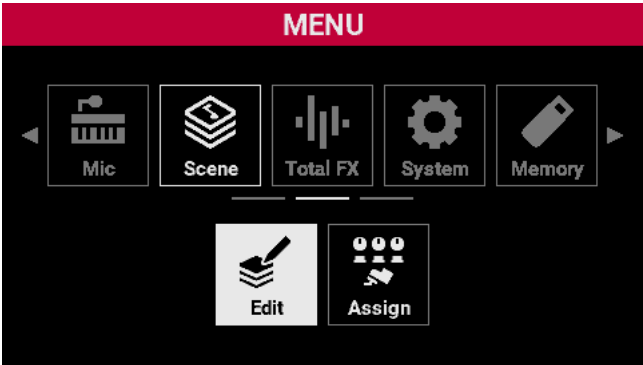 MENU
Mic
Scene
Total FX
System
Memory
Edit
Assign